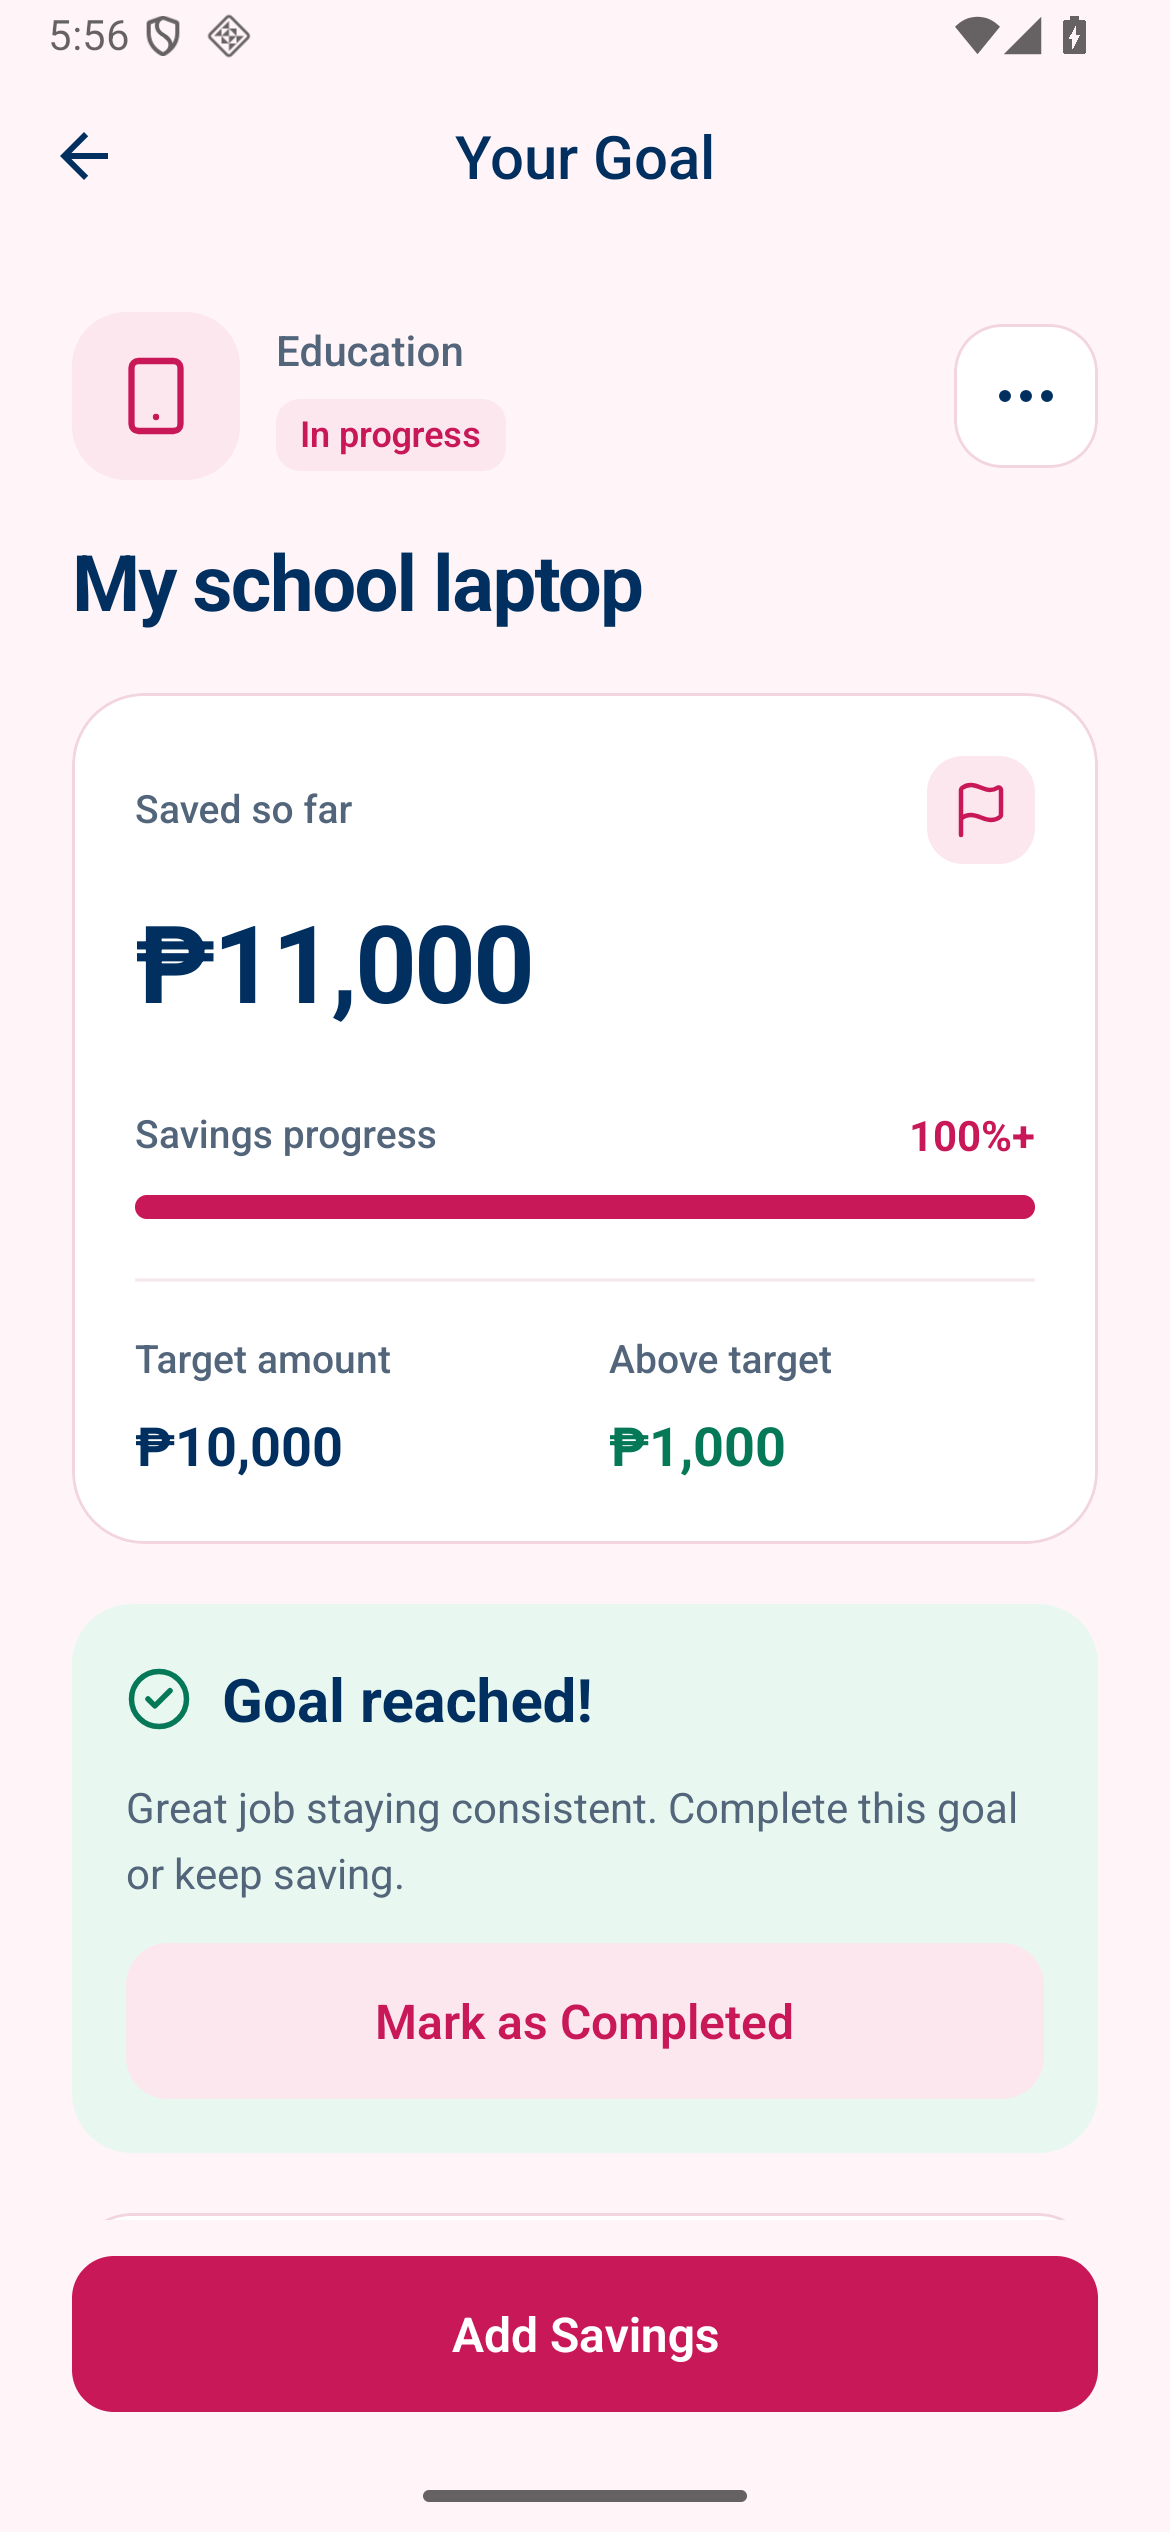 5:56
Your Goal
Education
In progress
My school laptop
Saved so far
₱11,000
Savings progress
100%+
Target amount
Above target
₱10,000
₱1,000
Goal reached!
Great job staying consistent. Complete this goal
or keep saving.
Mark as Completed
Add Savings